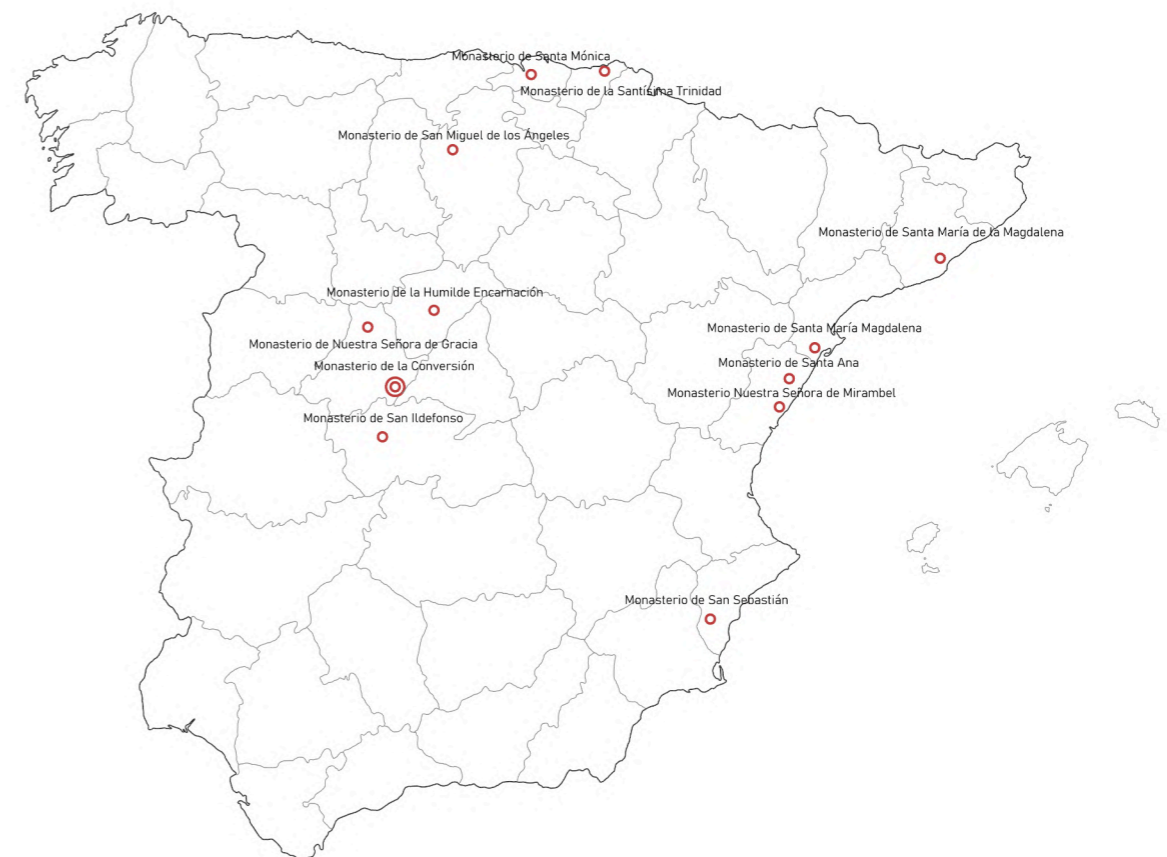 Monasterio de Santa Mónica
Monasterio de la Santísima Trinidad
Monasterio de San Miguel de los Ángeles
Monasterio de Santa María de la Magdalena
Monasterio de la Humilde Encarnación
Monasterio de Santa María Magdalena
Monasterio de Nuestra Señora de Gracia
Monasterio de Santa Ana
Monasterio de la Conversión
Monasterio Nuestra Señora de Mirambel
Monasterio de San Ildefonso
Monasterio de San Sebastián